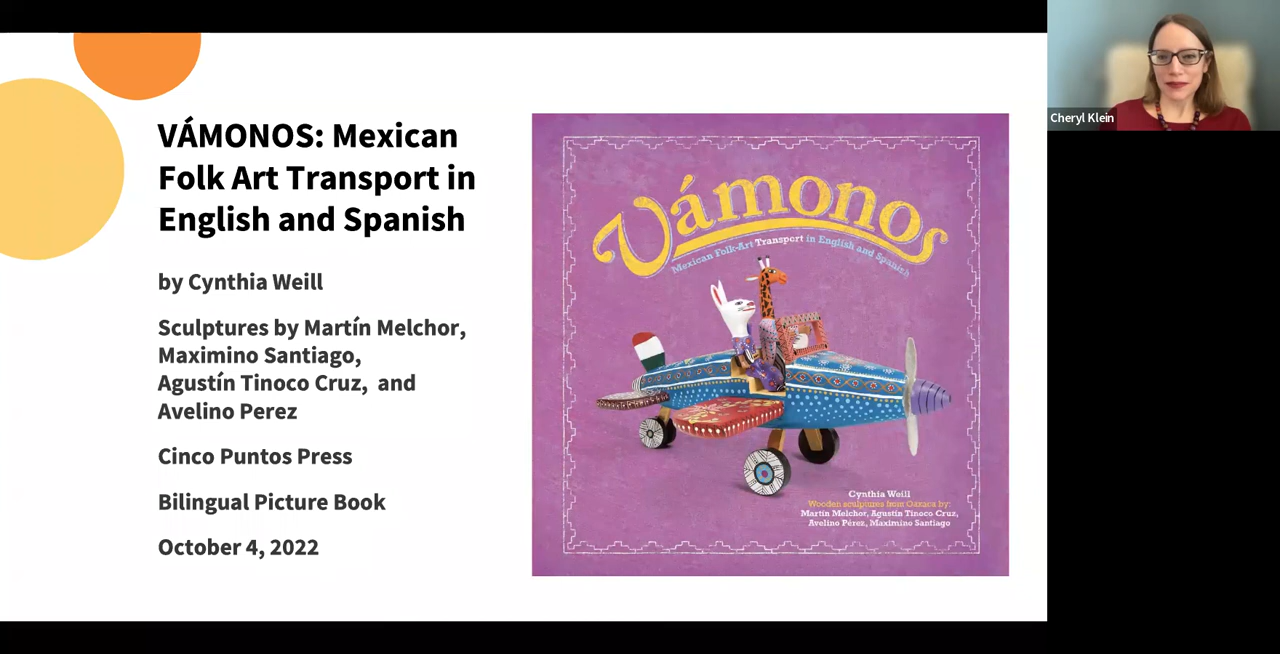 VÁMONOS: Mexican
Folk Art Transport in
English and Spanish
by Cynthia Weill
Sculptures by Martín Melchor,
Maximino Santiago,
Agustín Tinoco Cruz,  and
Avelino Perez
Cinco Puntos Press
Bilingual Picture Book
October 4, 2022
Vámonos
Mexican Folk-Art Transport in English and Spanish
Cynthia Weill
Wooden sculptures from Oaxaca by:
Martín Melchor, Agustín Tinoco Cruz,
Avelino Pérez, Maximino Santiago
Cheryl Klein